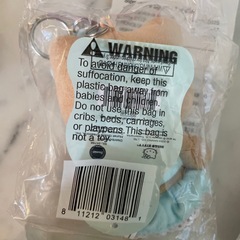 WARNING
To avoid danger of
suffocation, keep this
plastic bag away from
babies and children.
Do not use this bag in
cribs, beds, carriages,
or playpens. This bag is
not a toy.
8 11212 03148 1